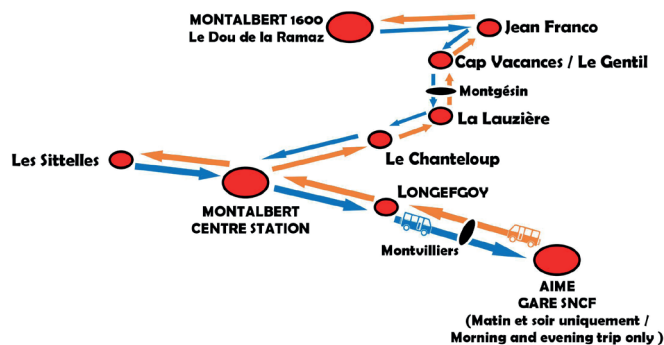 MONTALBERT 1600
Le Dou de la Ramaz
Jean Franco
Cap Vacances / Le Gentil
Montgésin
La Lauzière
Le Chanteloup
Les Sittelles
MONTALBERT
CENTRE STATION
LONGEFGOY
Montvilliers
AIME
GARE SNCF
(Matin et soir uniquement /
Morning and evening trip only )